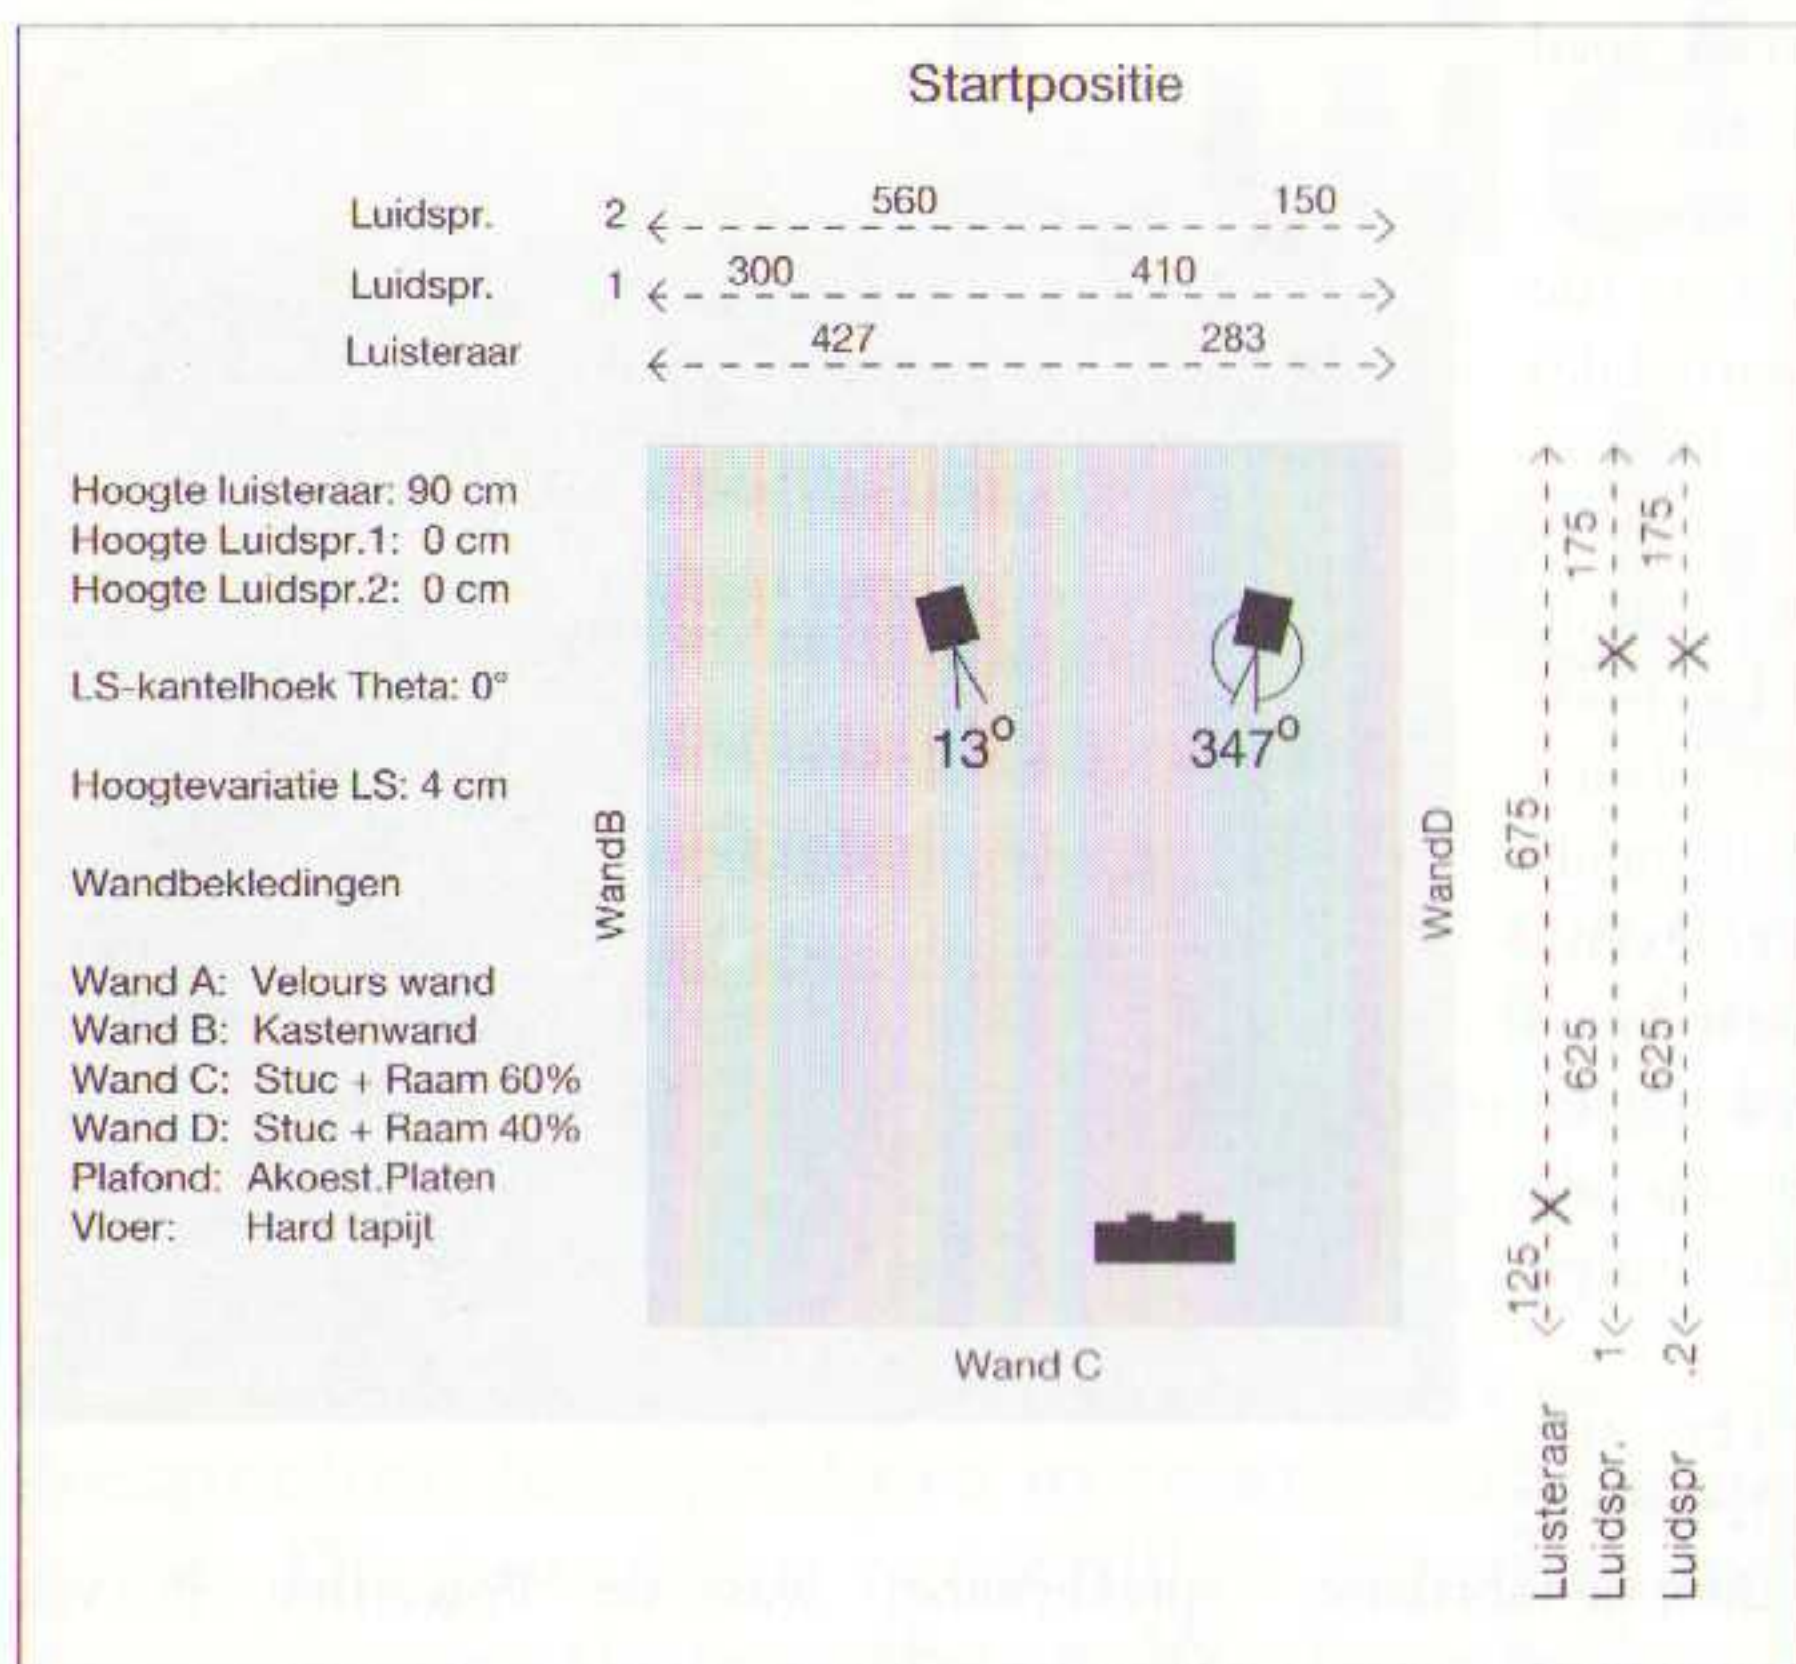 Startpositie
Luidspr. 2 560 150
Luidspr. 1 300 410
Luisteraar 427 283
Hoogte luisteraar: 90 cm
Hoogte Luidspr.1: 0 cm
Hoogte Luidspr.2: 0 cm
LS-kantelhoek Theta: 0°
Hoogtevariatie LS: 4 cm
Wandbekledingen
Wand A: Velours wand
Wand B: Kastenwand
Wand C: Stuc + Raam 60%
Wand D: Stuc + Raam 40%
Plafond: Akoest.Platen
Vloer: Hard tapijt
WandB
13°
347°
WandD
Wand C
Luisteraar 125 675
Luidspr. 1 625 175
Luidspr .2 625 175